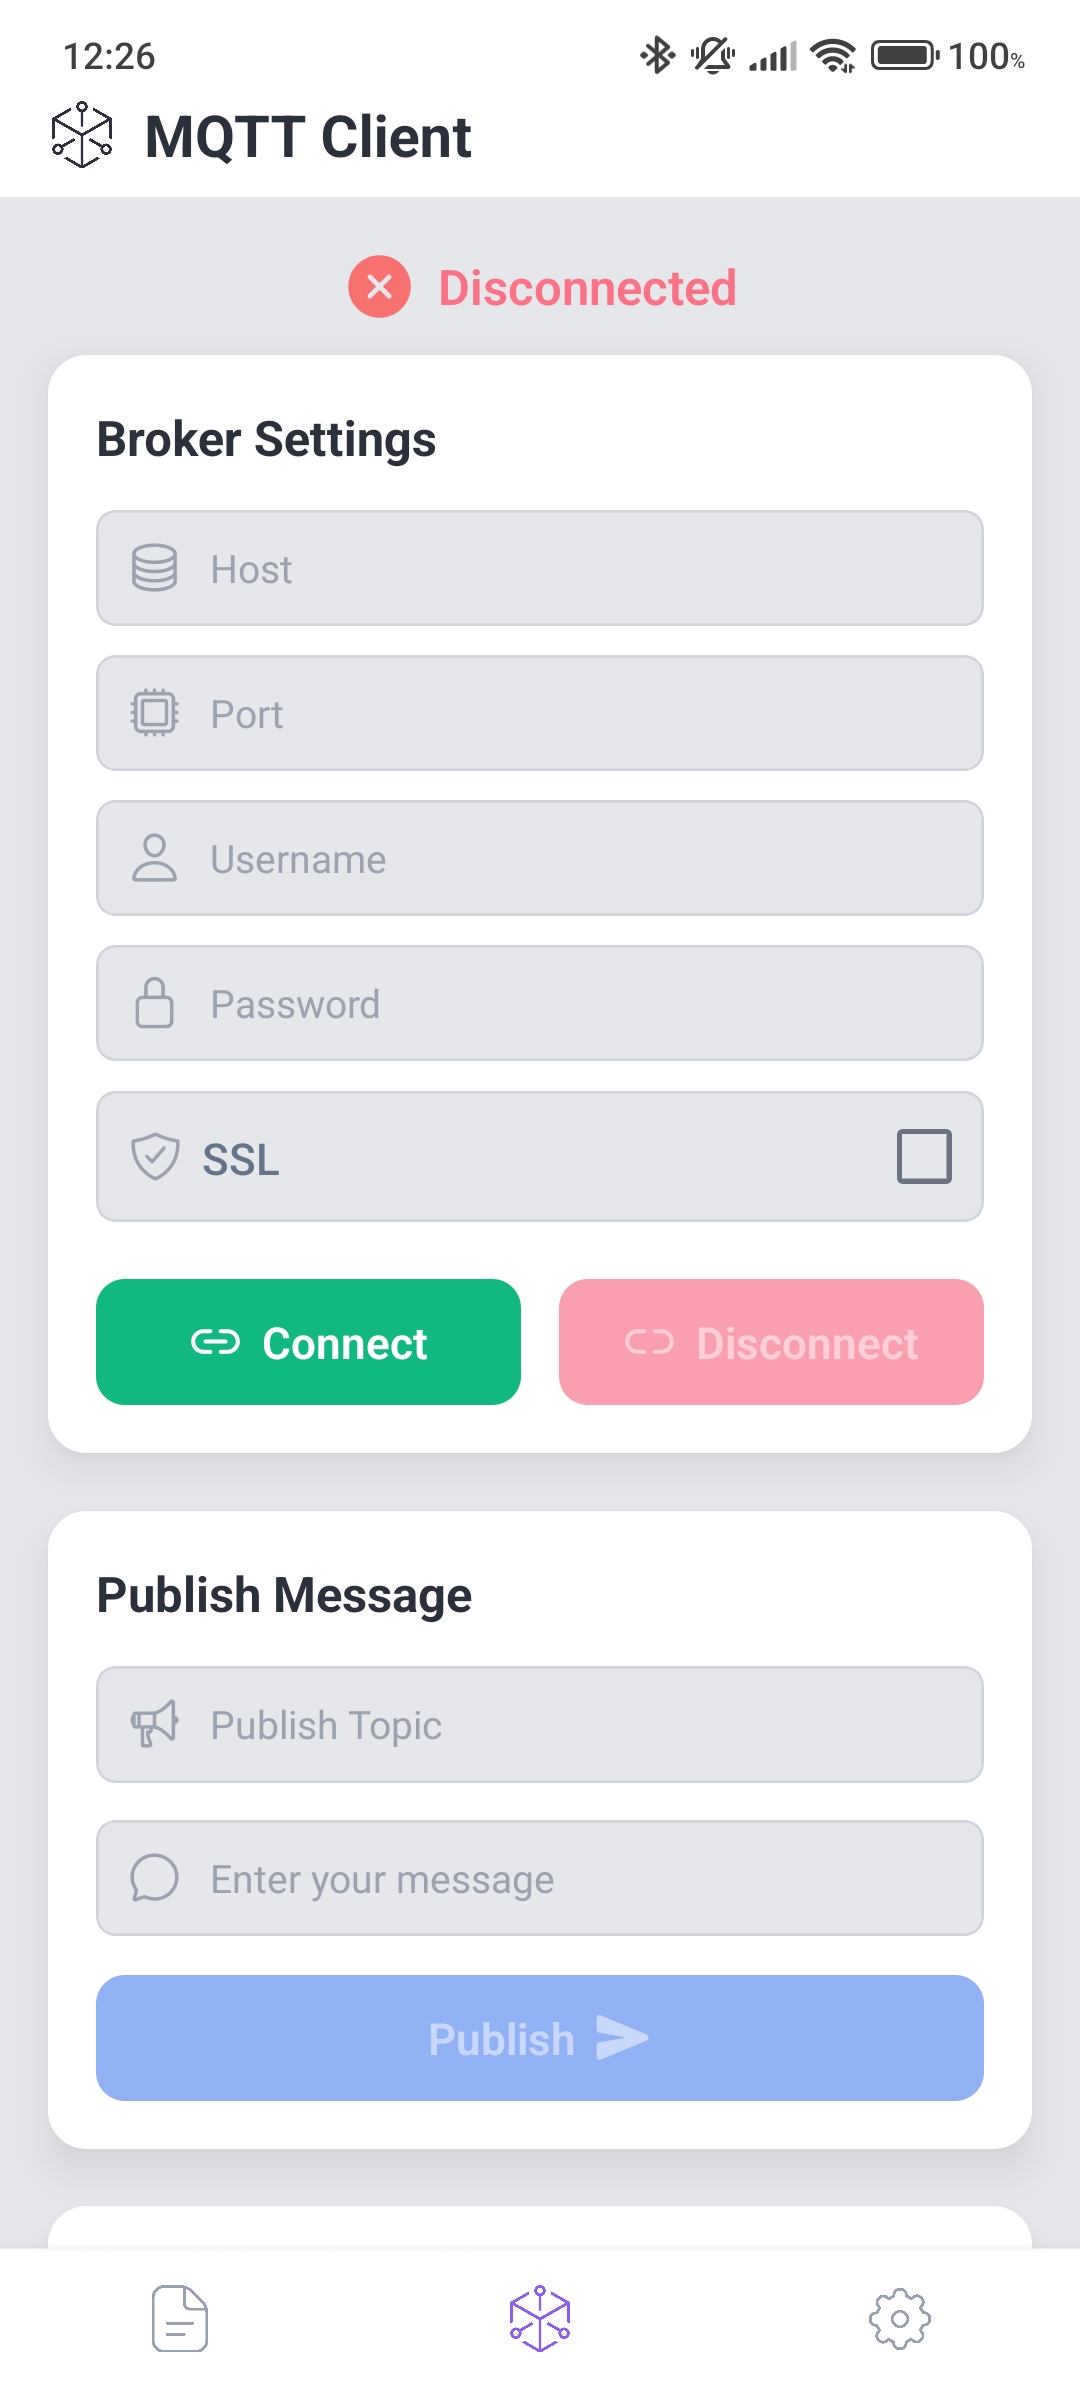 12:26
100%
MQTT Client
Disconnected
Broker Settings
Host
Port
Username
Password
SSL
Connect
Disconnect
Publish Message
Publish Topic
Enter your message
Publish